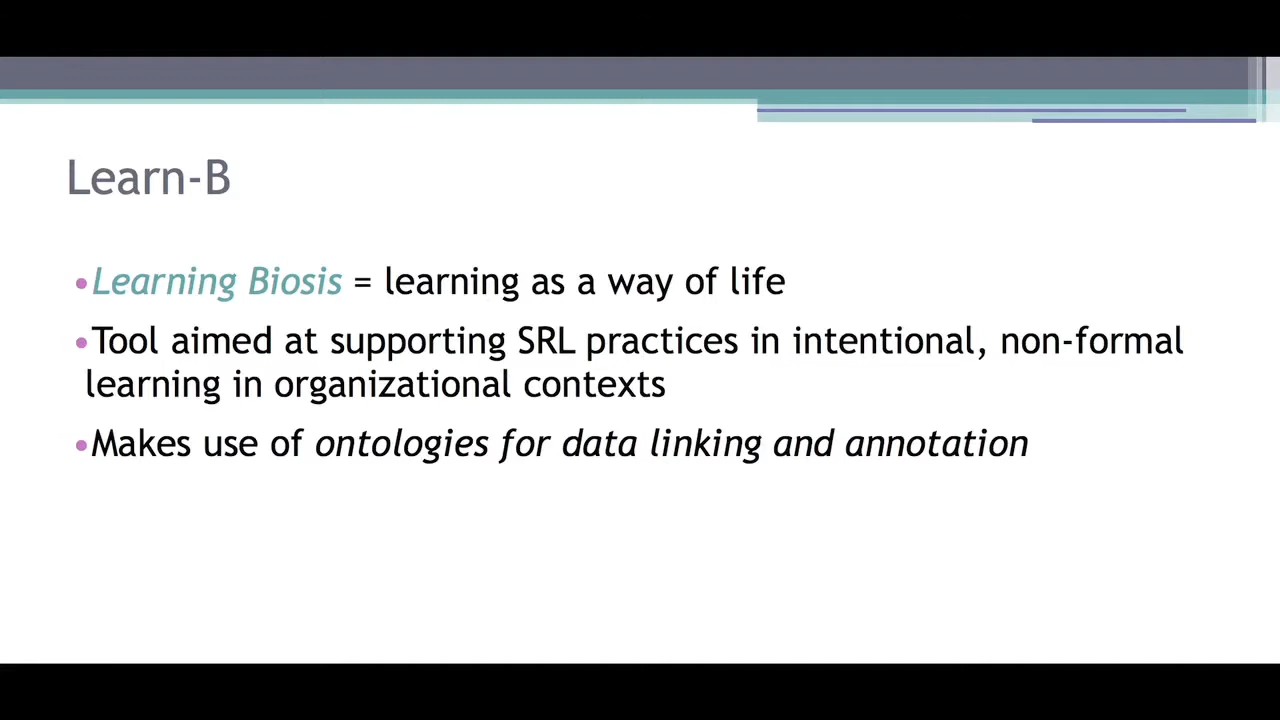 Learn-B
•Learning Biosis = learning as a way of life
•Tool aimed at supporting SRL practices in intentional, non-formal
learning in organizational contexts
•Makes use of ontologies for data linking and annotation